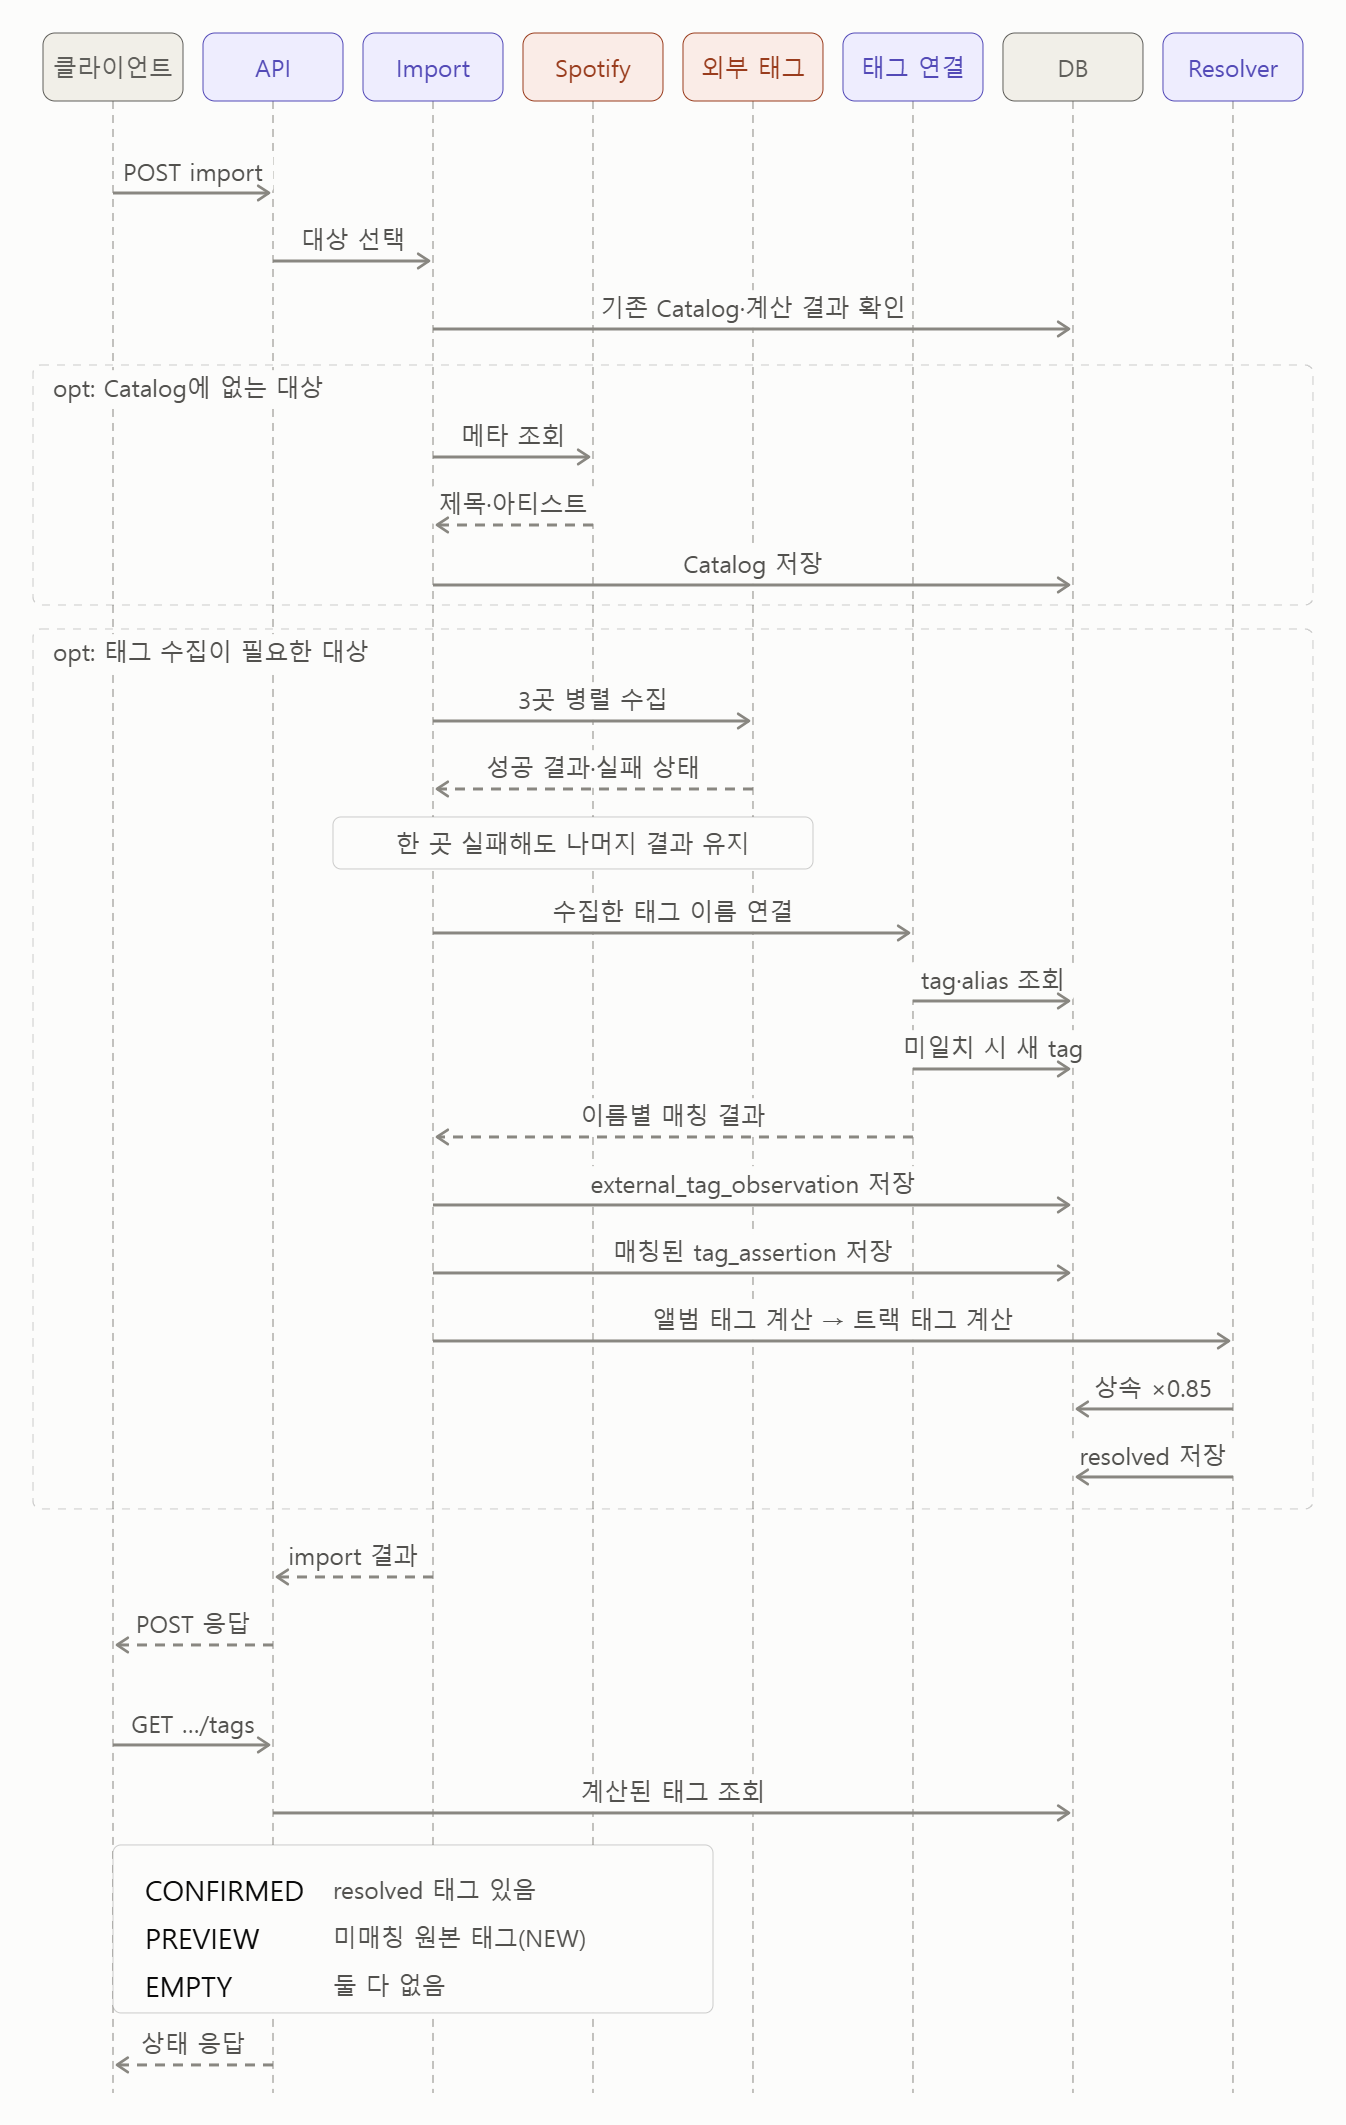 클라이언트
API
Import
Spotify
외부 태그
태그 연결
DB
Resolver
POST import
대상 선택
기존 Catalog·계산 결과 확인
opt: Catalog에 없는 대상
메타 조회
제목·아티스트
Catalog 저장
opt: 태그 수집이 필요한 대상
3곳 병렬 수집
성공 결과·실패 상태
한 곳 실패해도 나머지 결과 유지
수집한 태그 이름 연결
tag·alias 조회
미일치 시 새 tag
이름별 매칭 결과
external_tag_observation 저장
매칭된 tag_assertion 저장
앨범 태그 계산 → 트랙 태그 계산
상속 ×0.85
resolved 저장
import 결과
POST 응답
GET …/tags
계산된 태그 조회
CONFIRMED resolved 태그 있음
PREVIEW 미매칭 원본 태그(NEW)
EMPTY 둘 다 없음
상태 응답